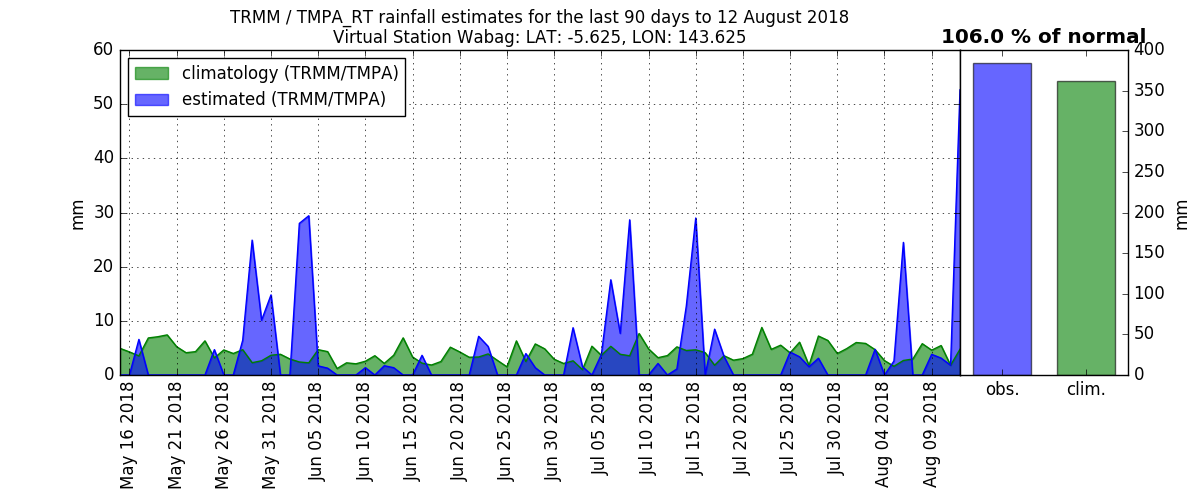 TRMM / TMPA_RT rainfall estimates for the last 90 days to 12 August 2018
Virtual Station Wabag: LAT: -5.625, LON: 143.625
106.0 % of normal
climatology (TRMM/TMPA)
estimated (TRMM/TMPA)
60
50
40
30
20
10
0
mm
May 16 2018
May 21 2018
May 26 2018
May 31 2018
Jun 05 2018
Jun 10 2018
Jun 15 2018
Jun 20 2018
Jun 25 2018
Jun 30 2018
Jul 05 2018
Jul 10 2018
Jul 15 2018
Jul 20 2018
Jul 25 2018
Jul 30 2018
Aug 04 2018
Aug 09 2018
obs.
clim.
400
350
300
250
200
150
100
50
0
mm